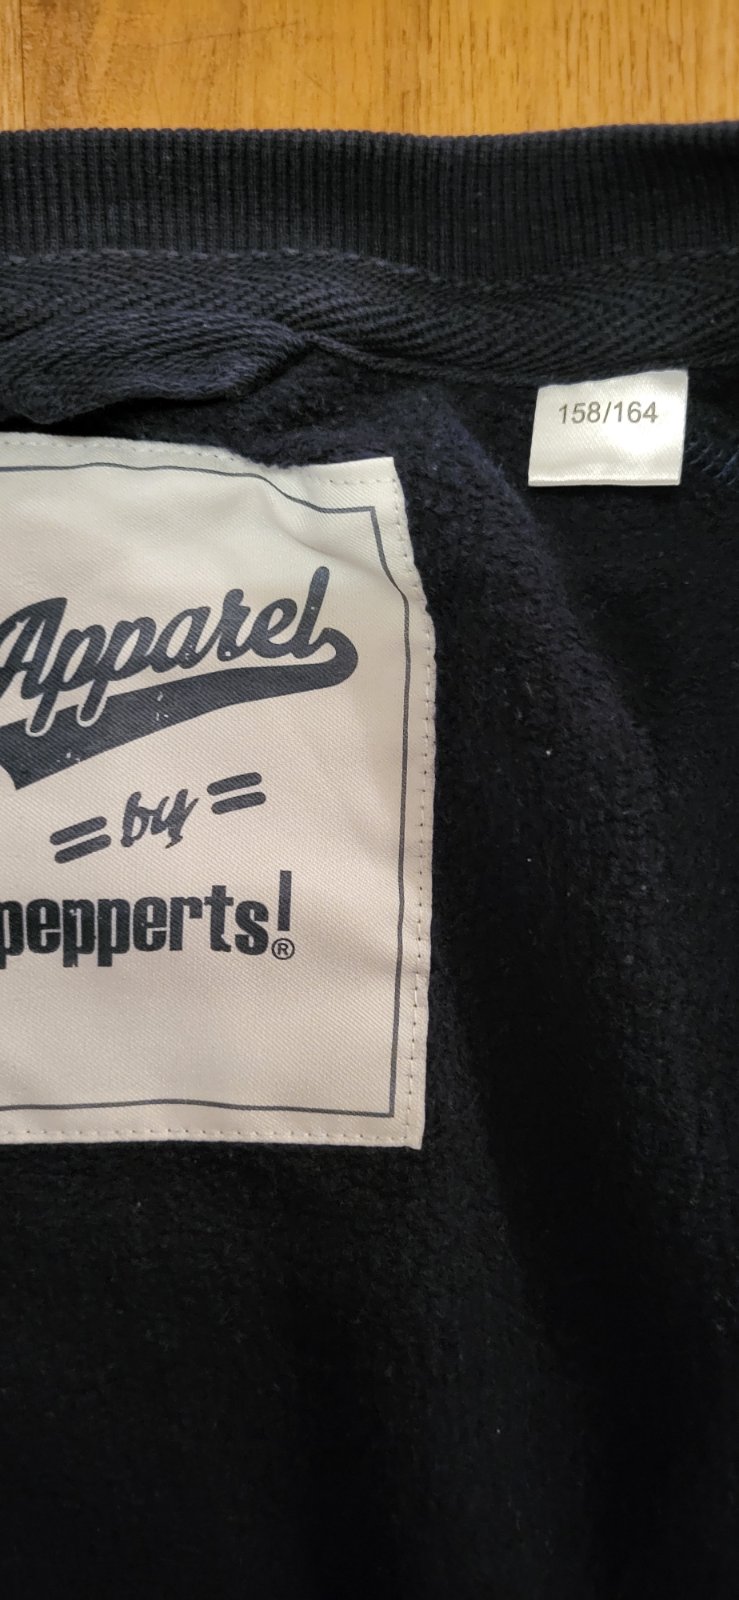 158/164
Apparel
= by =
pepperts!®